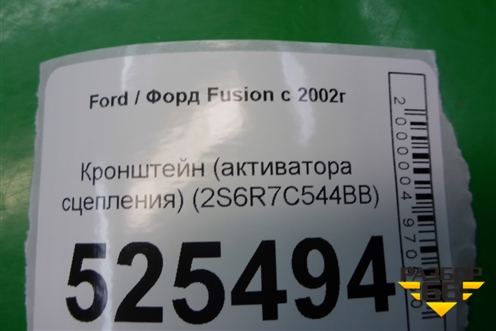 Ford / Форд Fusion с 2002г
Кронштейн (активатора
сцепления) (2S6R7C544BB)
525494